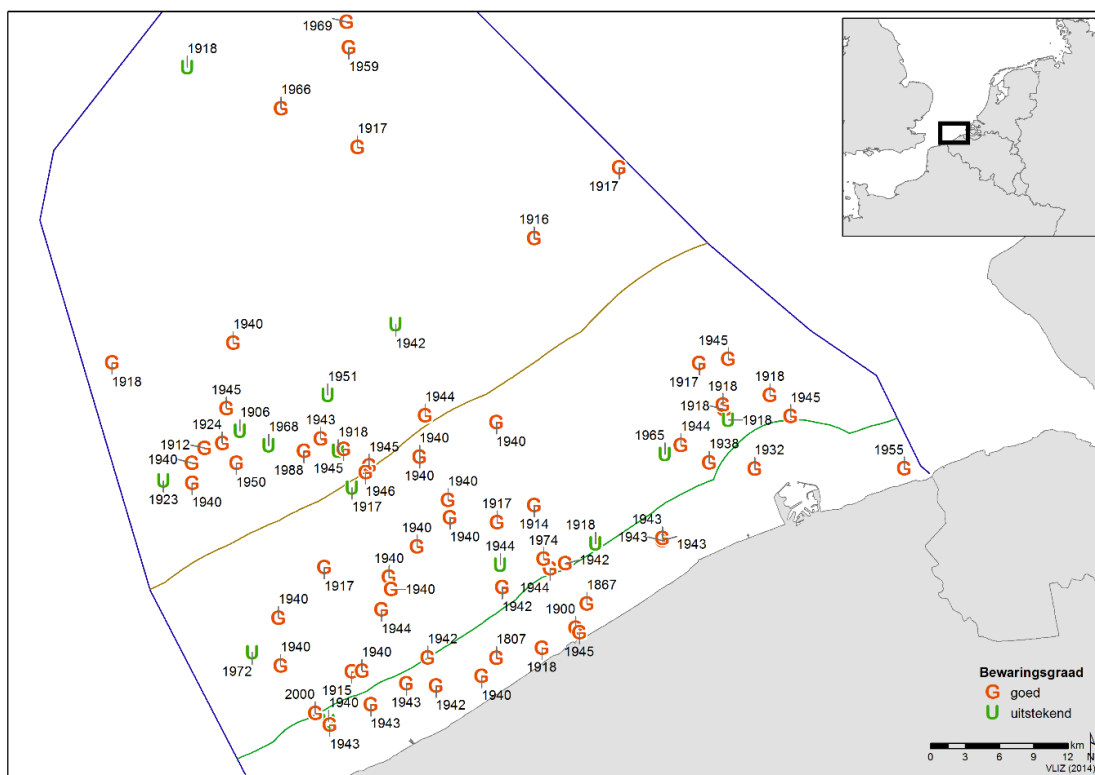 1969 G
G
1959
1918
U
1966
G
1917
G
G
1917
1916
G
1940
G
U
1942
G
1918
1951
U
1945
G
1906
U
1924
G
1968
U
1943
G
1918
U G
1912 G
1940 G
G
1988
1945
1945
G
G
1946
1944
G
G
1940
1940
G
1940
U
1923
G
1940
G
1950
U
1917
1945
G
G
1917
1918
G
1918
U
1918
1918
G
1945
G
1965
U
1944
G
1938
G
1932
G
1955
G
1940
G
G
1940
1917
G
G
1914
1918
U
1943
1943 G 1943
1940
G
1944
U
1974
G
G
1944
G 1942
G
1917
1940
G
G 1940
G
1942
1867
G
G
1944
1900
G
G
1945
1940
G
U
1972
1940
G
1942
G
1807
G
G
1918
G
1915
1940
G
G
1943
G
1942
G
1940
2000
G
1940
G
1943
G
1943
Bewaringsgraad
G goed
U uitstekend
km
0 1,5 3 6 9 12 N
VLIZ (2014)